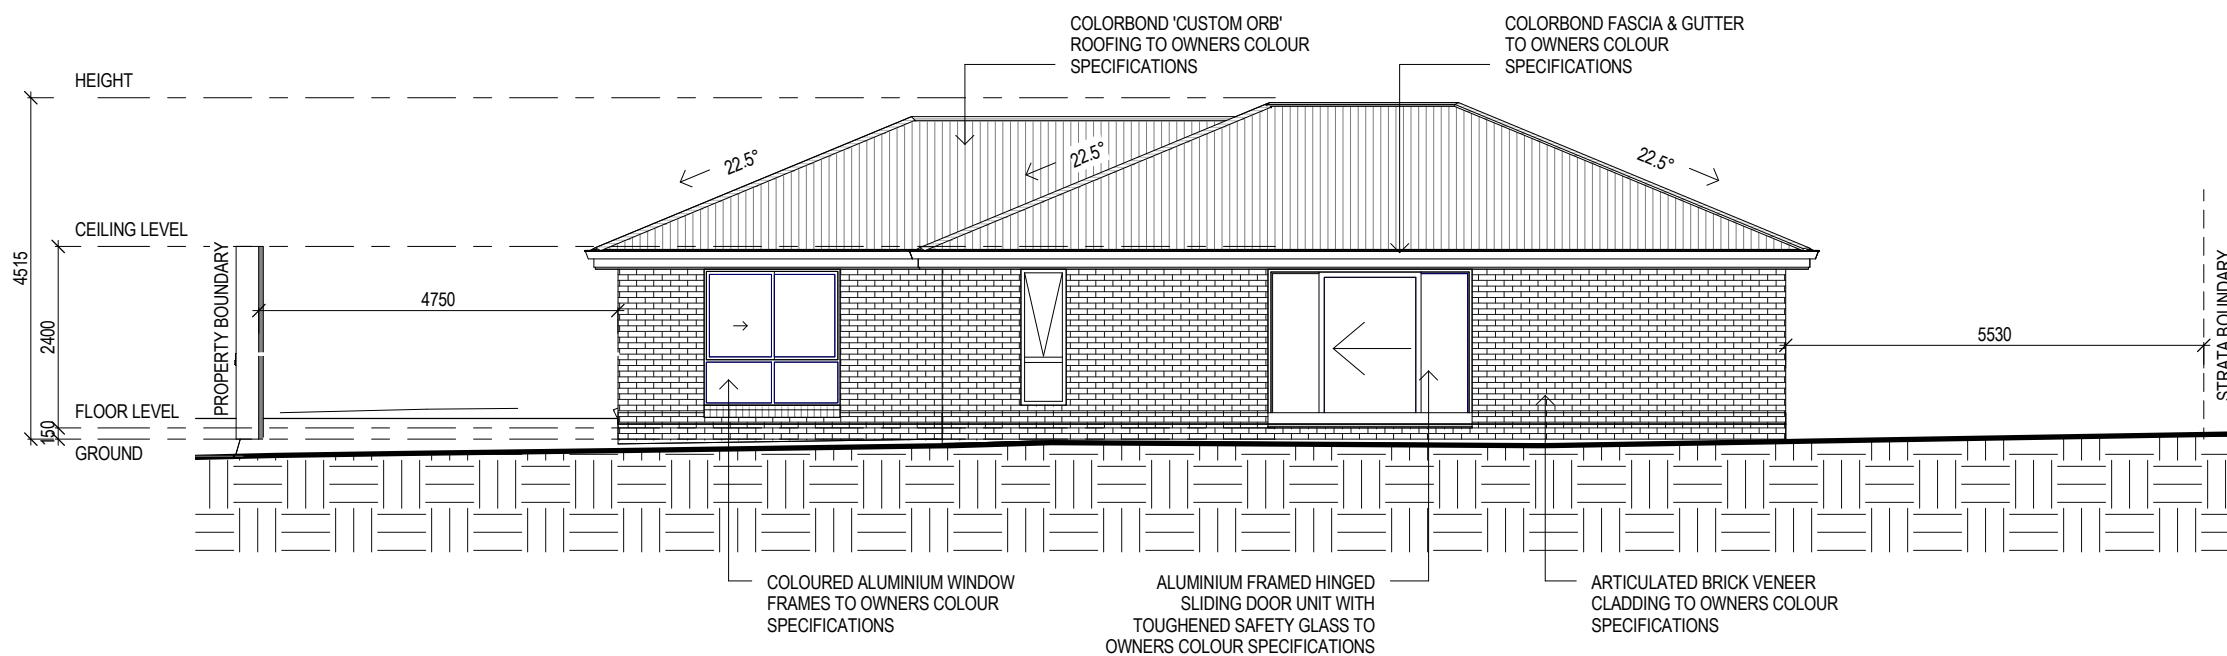 COLORBOND 'CUSTOM ORB'
ROOFING TO OWNERS COLOUR
SPECIFICATIONS
COLORBOND FASCIA & GUTTER
TO OWNERS COLOUR
SPECIFICATIONS
HEIGHT
22.5°
22.5°
22.5°
CEILING LEVEL
4515
2400
150
PROPERTY BOUNDARY
4750
5530
STRATA BOUNDARY
FLOOR LEVEL
GROUND
COLOURED ALUMINIUM WINDOW
FRAMES TO OWNERS COLOUR
SPECIFICATIONS
ALUMINIUM FRAMED HINGED
SLIDING DOOR UNIT WITH
TOUGHENED SAFETY GLASS TO
OWNERS COLOUR SPECIFICATIONS
ARTICULATED BRICK VENEER
CLADDING TO OWNERS COLOUR
SPECIFICATIONS